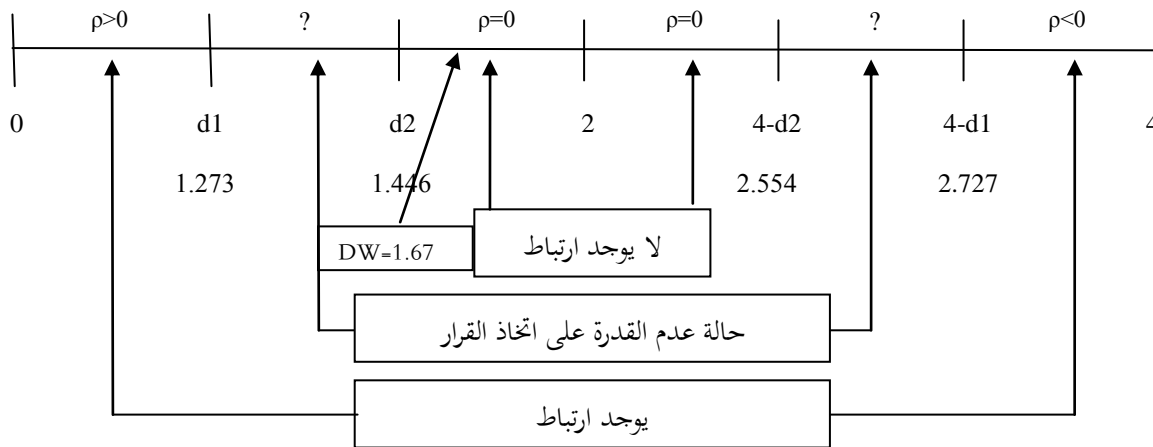 ρ>0 ? ρ=0 ρ=0 ? ρ<0
0 d1 d2 2 4-d2 4-d1 4
1.273 1.446 2.554 2.727
DW=1.67
لا يوجد ارتباط
حالة عدم القدرة على اتخاذ القرار
يوجد ارتباط